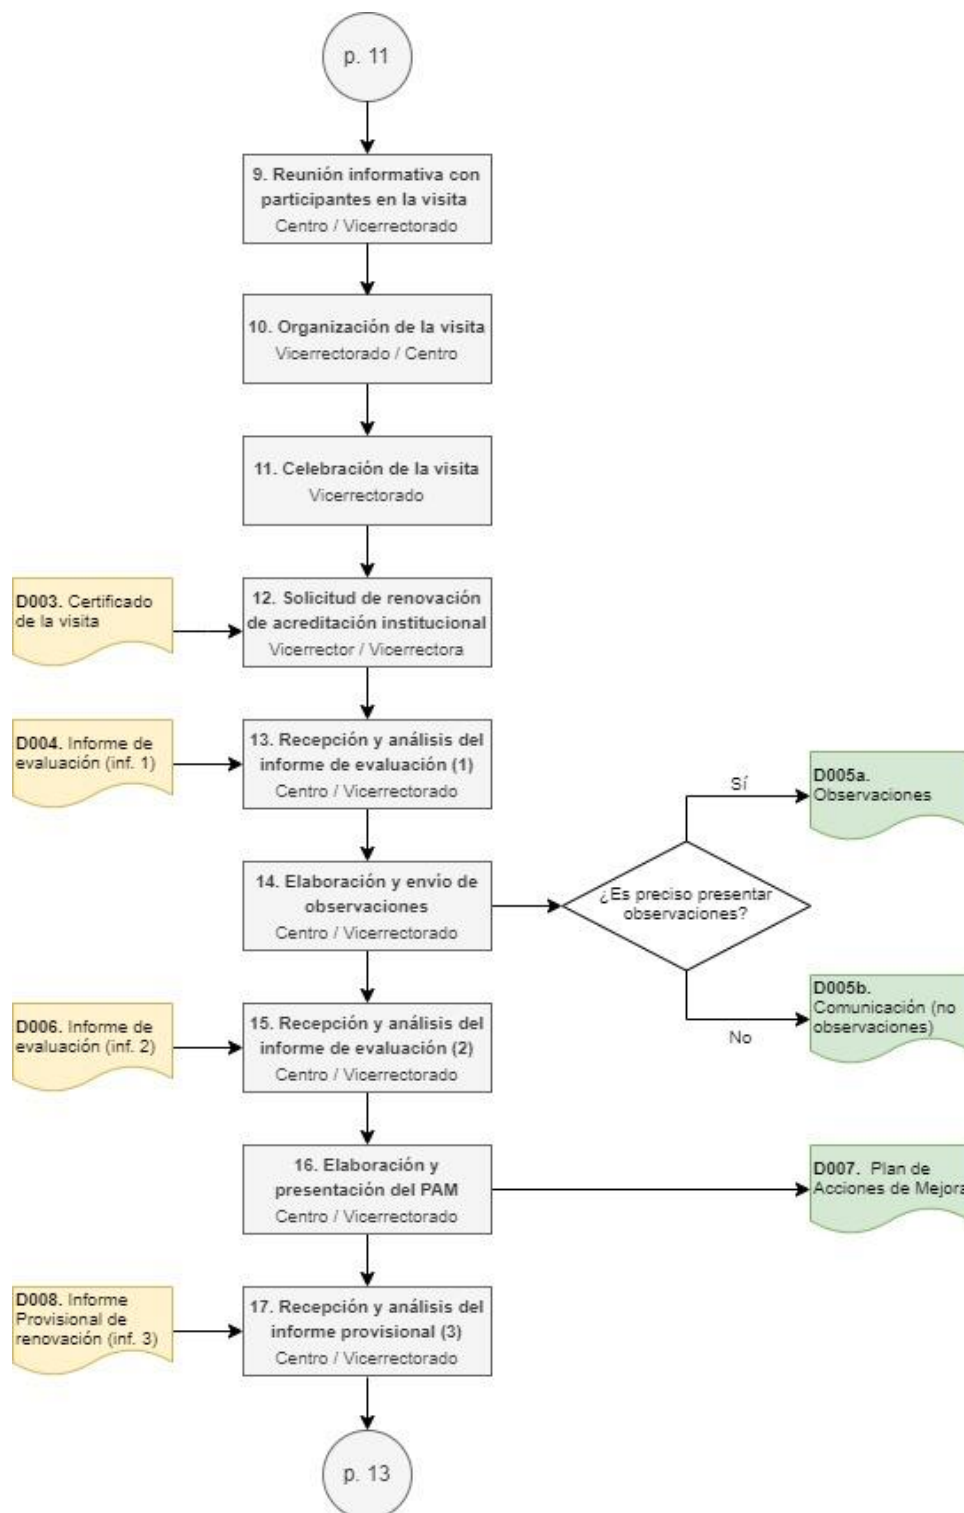 p. 11
9. Reunión informativa con
participantes en la visita
Centro / Vicerrectorado
10. Organización de la visita
Vicerrectorado / Centro
11. Celebración de la visita
Vicerrectorado
D003. Certificado
de la visita
12. Solicitud de renovación
de acreditación institucional
Vicerrector / Vicerrectora
D004. Informe de
evaluación (inf. 1)
13. Recepción y análisis del
informe de evaluación (1)
Centro / Vicerrectorado
Sí
D005a.
Observaciones
14. Elaboración y envío de
observaciones
Centro / Vicerrectorado
¿Es preciso presentar
observaciones?
No
D005b.
Comunicación (no
observaciones)
D006. Informe de
evaluación (inf. 2)
15. Recepción y análisis del
informe de evaluación (2)
Centro / Vicerrectorado
16. Elaboración y
presentación del PAM
Centro / Vicerrectorado
D007. Plan de
Acciones de Mejora
D008. Informe
Provisional de
renovación (inf. 3)
17. Recepción y análisis del
informe provisional (3)
Centro / Vicerrectorado
p. 13